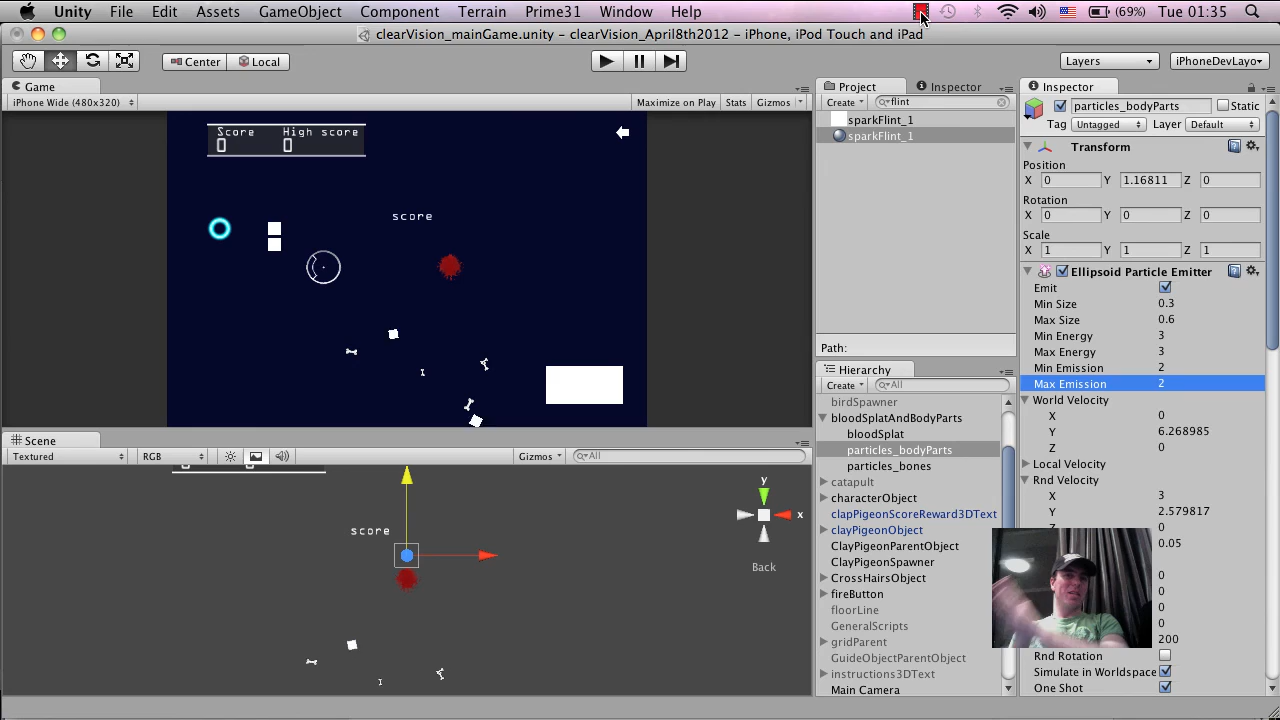 Unity File Edit Assets GameObject Component Terrain Prime31 Window Help (69%) Tue 01:35
clearVision_mainGame.unity – clearVision_April8th2012 – iPhone, iPod Touch and iPad
Center Local Layers iPhoneDevLayo
Game
iPhone Wide (480x320) Maximize on Play Stats Gizmos
Score High score
0 0
score
Scene
Textured RGB Gizmos All
score
y
x
Back
Project Inspector
Create flint
sparkFlint_1
sparkFlint_1
Path:
Hierarchy
Create All
birdSpawner
bloodSplatAndBodyParts
bloodSplat
particles_bodyParts
particles_bones
catapult
characterObject
clapPigeonScoreReward3DText
clayPigeonObject
ClayPigeonParentObject
ClayPigeonSpawner
CrossHairsObject
fireButton
floorLine
GeneralScripts
gridParent
GuideObjectParentObject
instructions3DText
Main Camera
Inspector
particles_bodyParts Static
Tag Untagged Layer Default
Transform
Position
X 0 Y 1.16811 Z 0
Rotation
X 0 Y 0 Z 0
Scale
X 1 Y 1 Z 1
Ellipsoid Particle Emitter
Emit
Min Size 0.3
Max Size 0.6
Min Energy 3
Max Energy 3
Min Emission 2
Max Emission 2
World Velocity
X 0
Y 6.268985
Z 0
Local Velocity
Rnd Velocity
X 3
Y 2.579817
Z 0
0.05
0
0
0
0
200
Rnd Rotation
Simulate in Worldspace
One Shot